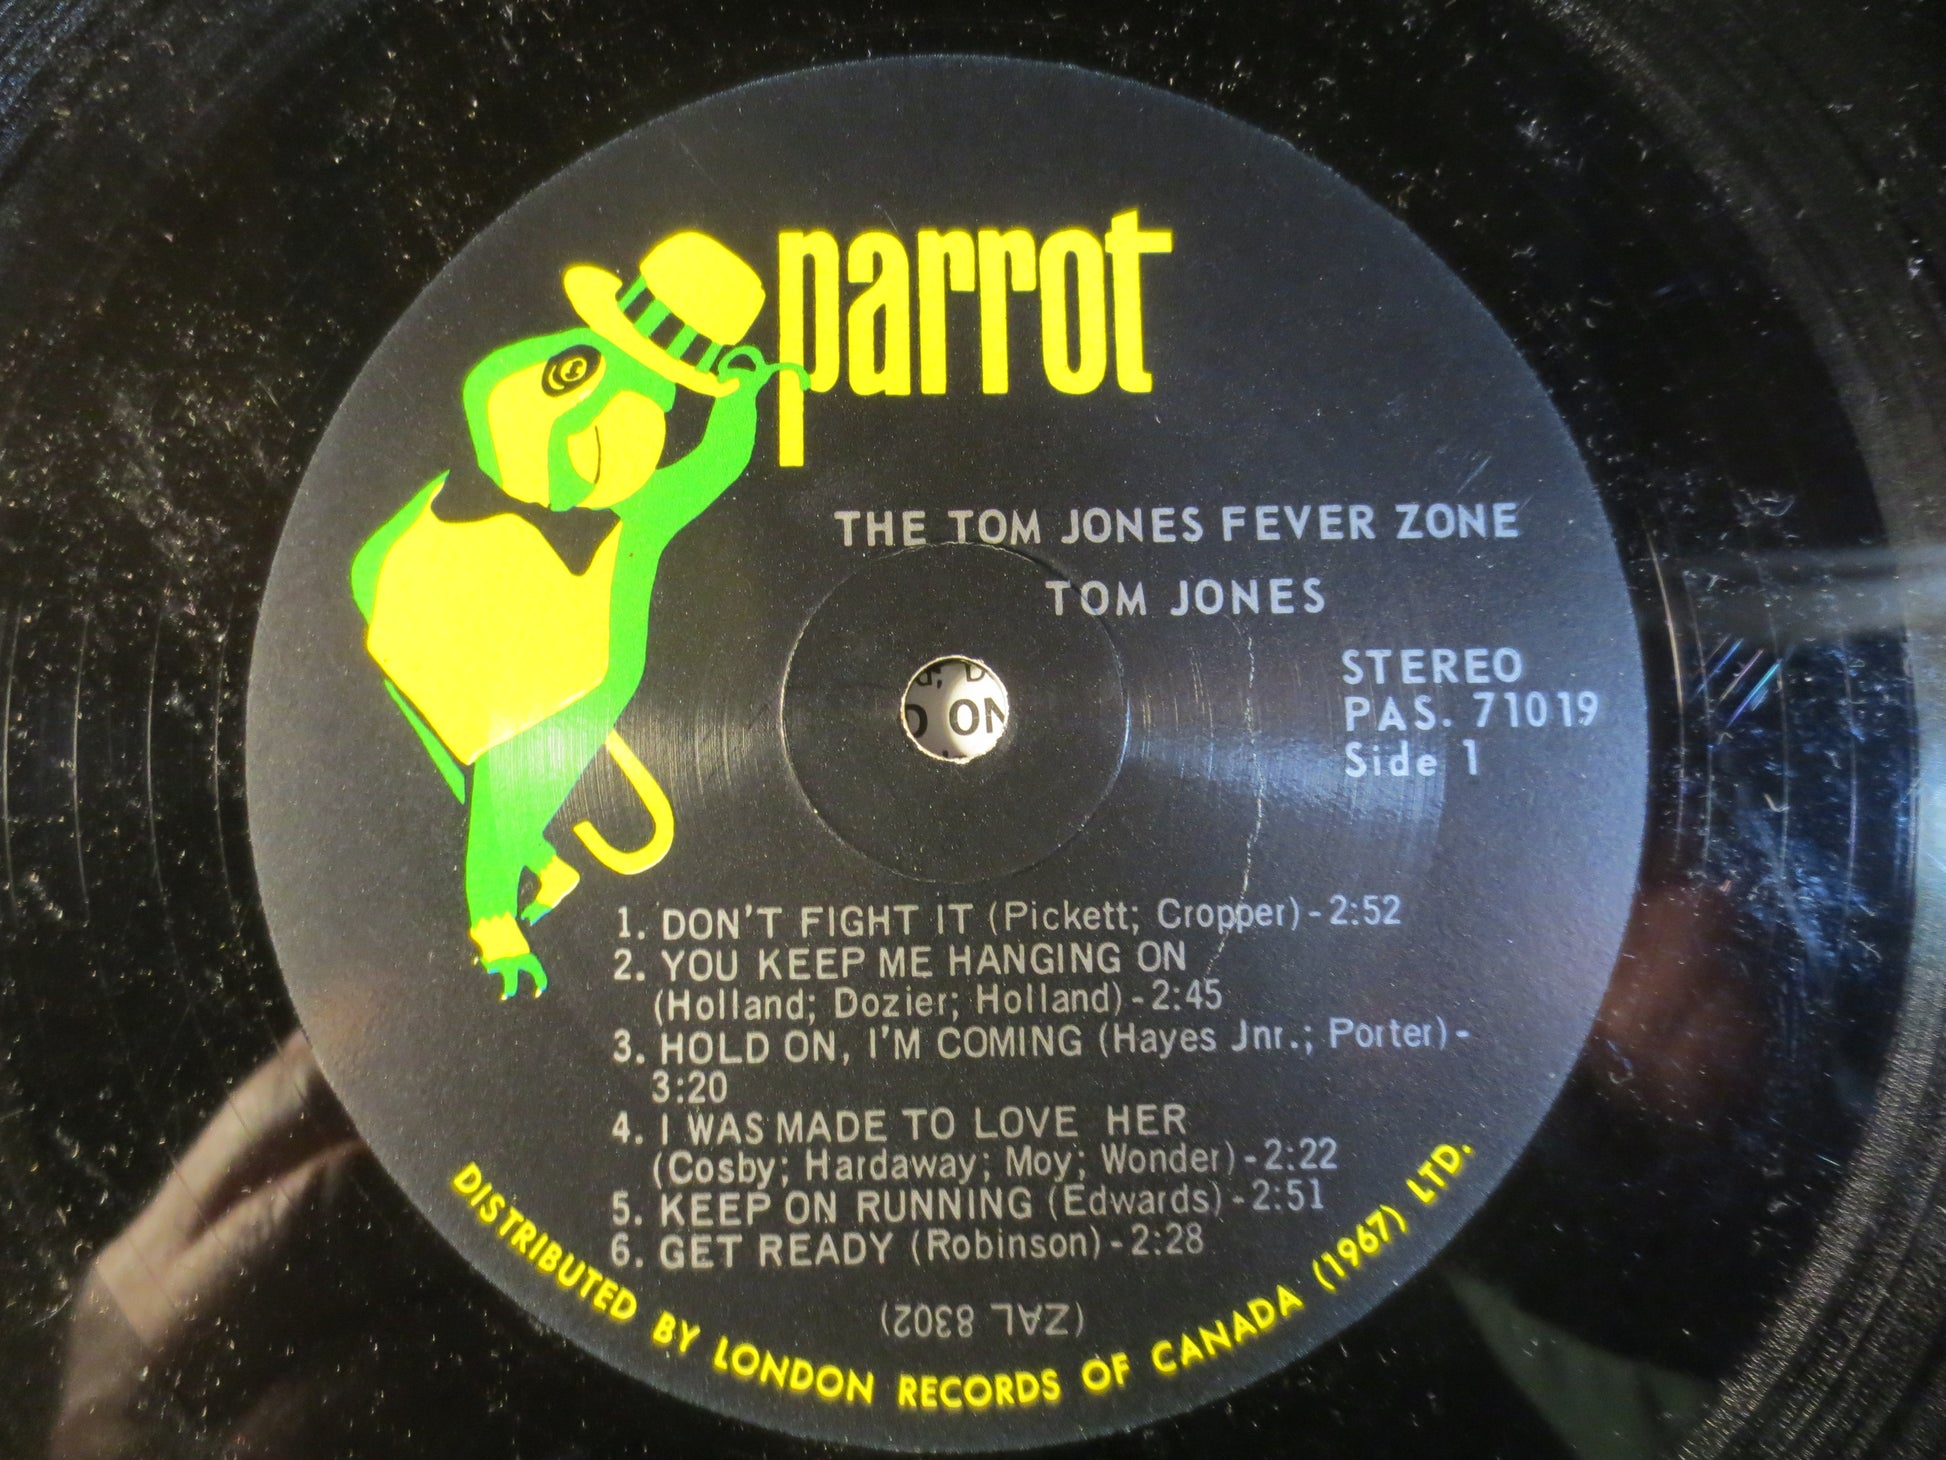 parrot
THE TOM JONES FEVER ZONE
TOM JONES
STEREO
PAS. 71019
Side 1
ON
1. DON'T FIGHT IT (Pickett; Cropper) - 2:52
2. YOU KEEP ME HANGING ON
(Holland; Dozier; Holland) - 2:45
3. HOLD ON, I'M COMING (Hayes Jnr.; Porter) -
3:20
4. I WAS MADE TO LOVE HER
(Cosby; Hardaway; Moy; Wonder) - 2:22
5. KEEP ON RUNNING (Edwards) - 2:51
6. GET READY (Robinson) - 2:28
(ZAL 8302)
DISTRIBUTED BY LONDON RECORDS OF CANADA (1967) LTD.